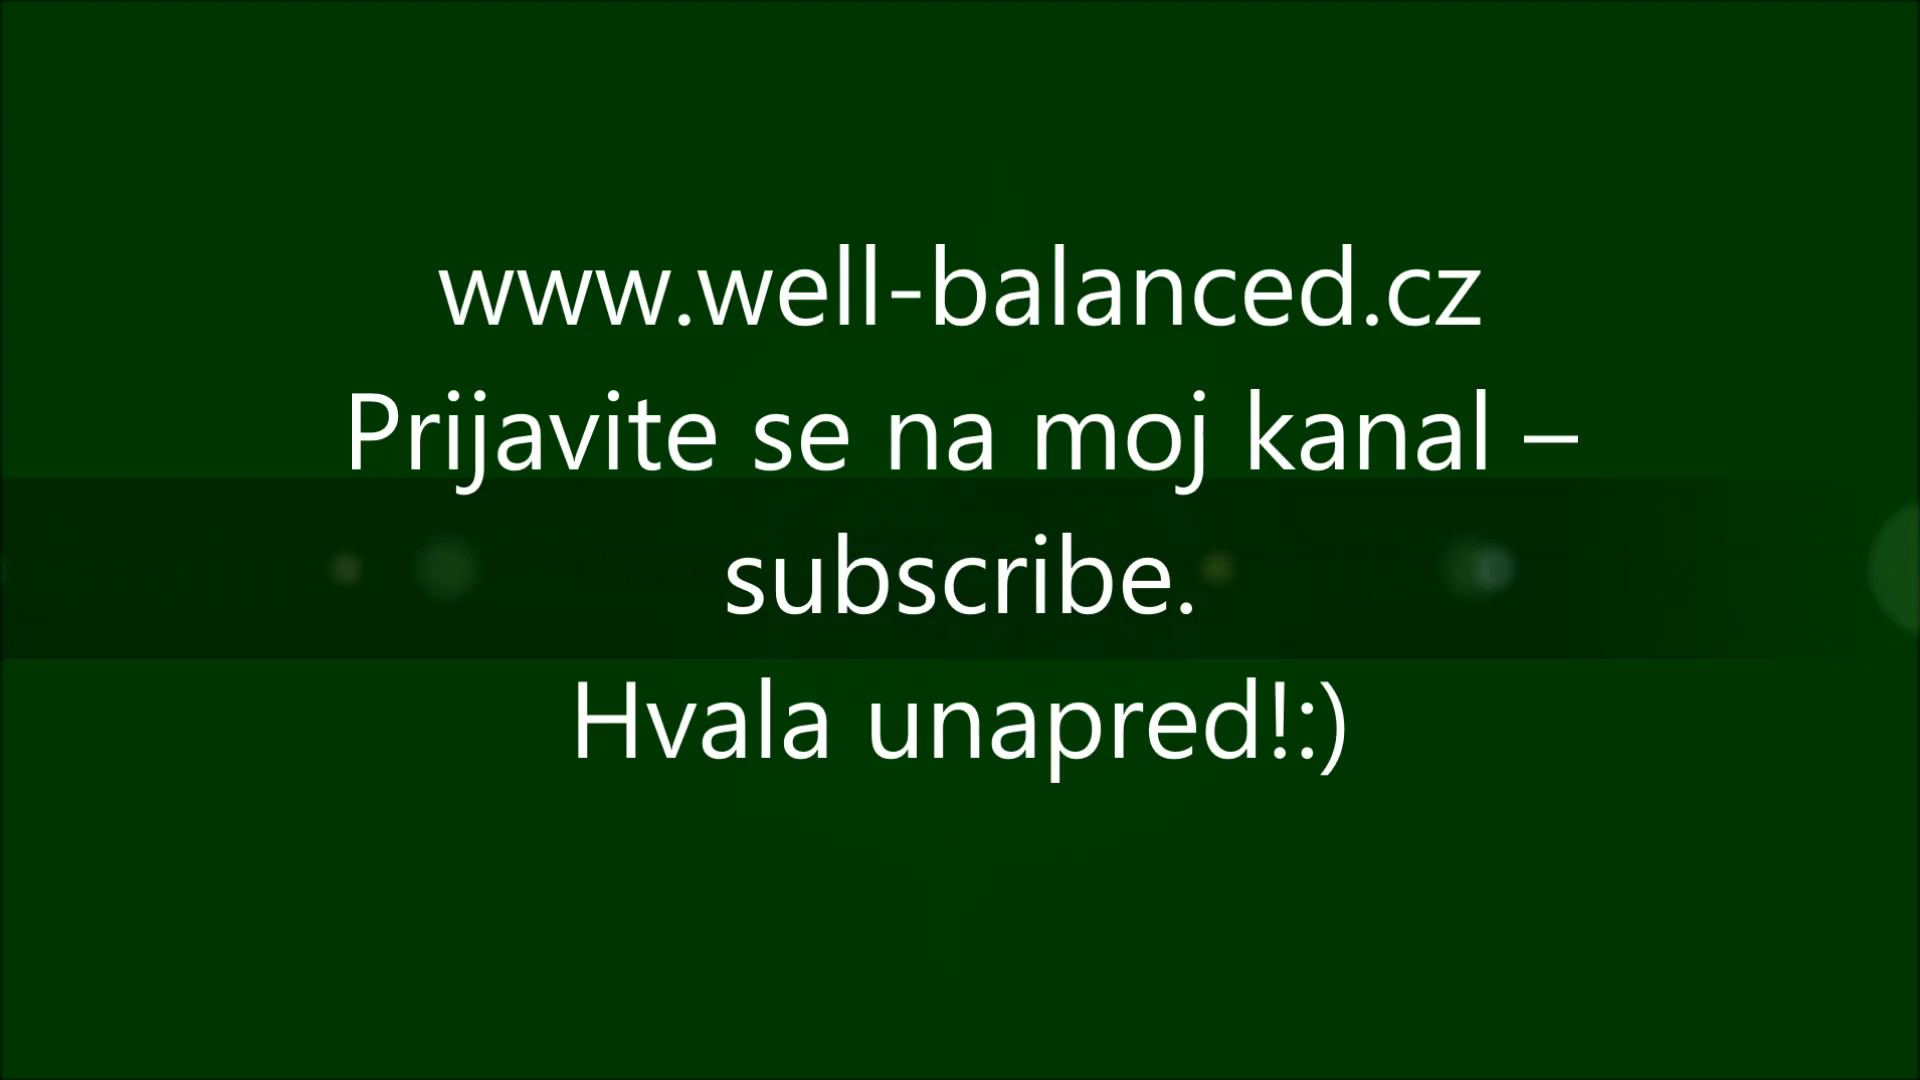 www.well-balanced.cz
Prijavite se na moj kanal –
subscribe.
Hvala unapred!:)